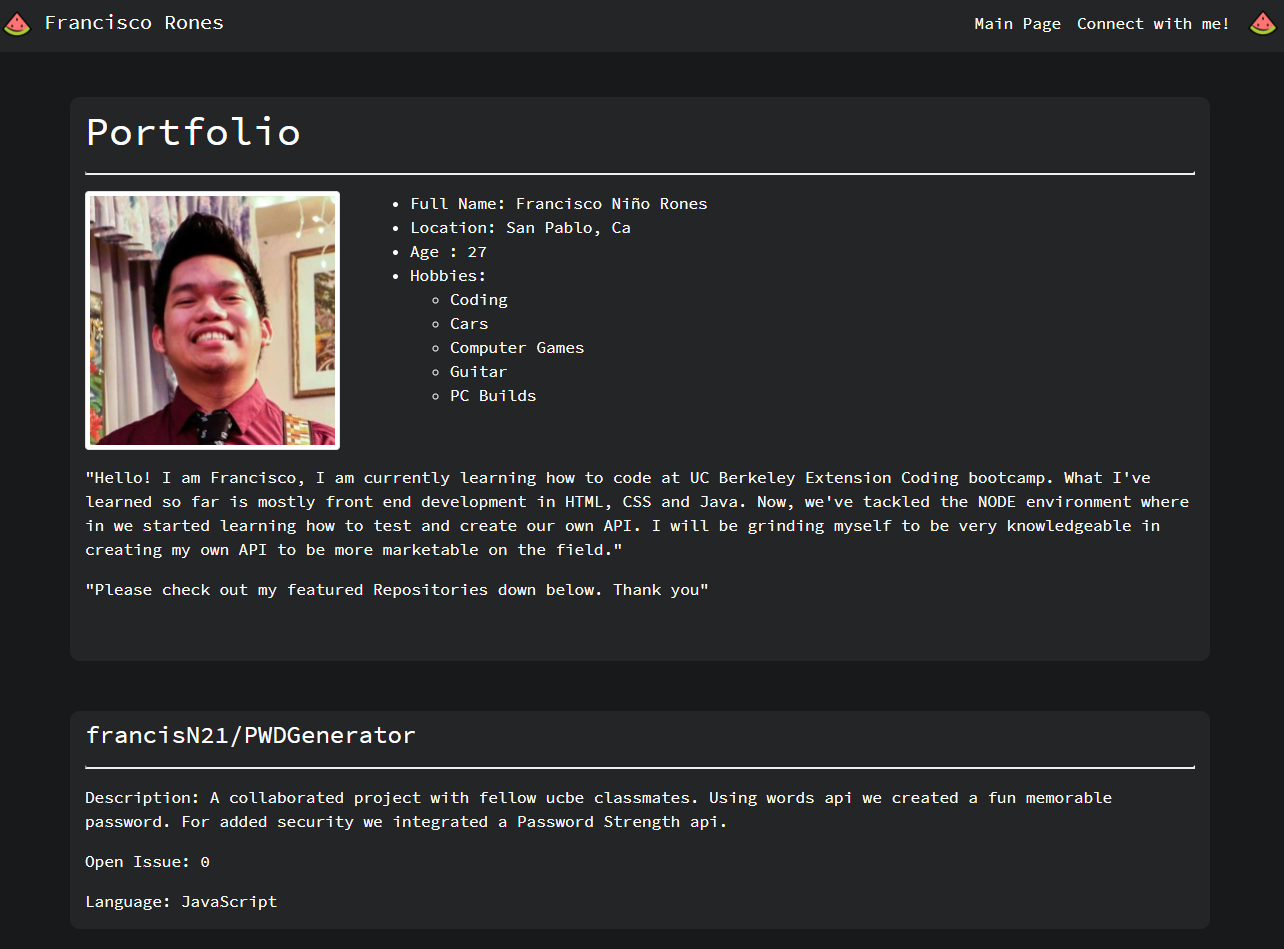 Francisco Rones
Main Page Connect with me!
Portfolio
Full Name: Francisco Niño Rones
Location: San Pablo, Ca
Age : 27
Hobbies:
Coding
Cars
Computer Games
Guitar
PC Builds
"Hello! I am Francisco, I am currently learning how to code at UC Berkeley Extension Coding bootcamp. What I've
learned so far is mostly front end development in HTML, CSS and Java. Now, we've tackled the NODE environment where
in we started learning how to test and create our own API. I will be grinding myself to be very knowledgeable in
creating my own API to be more marketable on the field."
"Please check out my featured Repositories down below. Thank you"
francisN21/PWDGenerator
Description: A collaborated project with fellow ucbe classmates. Using words api we created a fun memorable
password. For added security we integrated a Password Strength api.
Open Issue: 0
Language: JavaScript